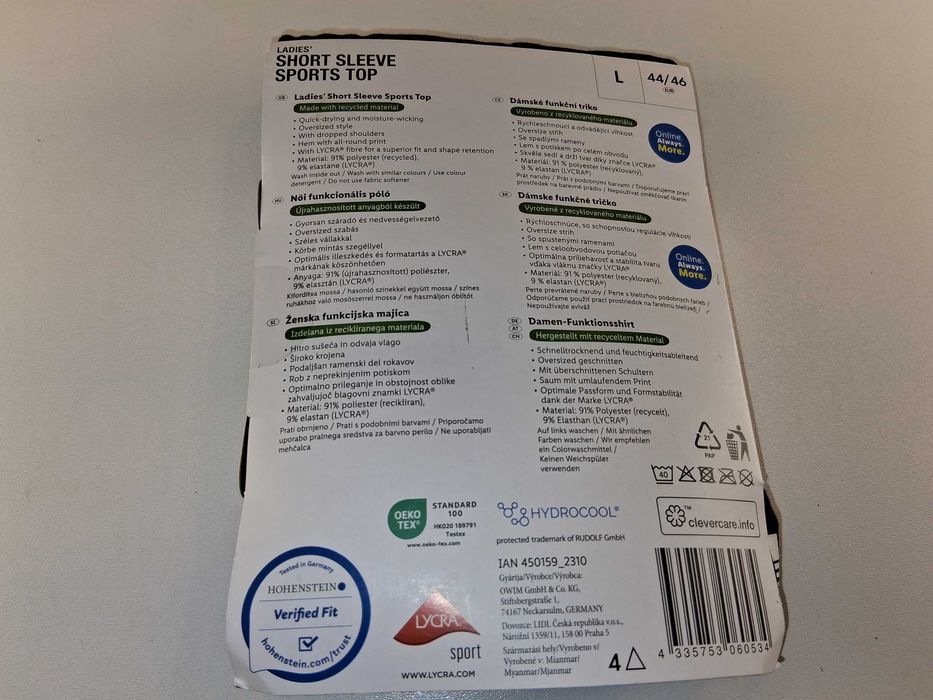 LADIES'
SHORT SLEEVE
SPORTS TOP
L
44/46
EUR
GB
Ladies' Short Sleeve Sports Top
Made with recycled material
• Quick-drying and moisture-wicking
• Oversized style
• With dropped shoulders
• Hem with all-round print
• With LYCRA® fibre for a superior fit and shape retention
• Material: 91% polyester (recycled),
9% elastane (LYCRA®)
Wash inside out / Wash with similar colours / Use colour
detergent / Do not use fabric softener
HU
Női funkcionális póló
Újrahasznosított anyagból készült
• Gyorsan száradó és nedvességelvezető
• Oversized szabás
• Széles vállakkal
• Körbe mintás szegéllyel
• Optimális illeszkedés és formatartás a LYCRA®
márkának köszönhetően
• Anyaga: 91% (újrahasznosított) poliészter,
9% elasztán (LYCRA®)
Kifordítva mossa / hasonló színekkel együtt mossa / színes
ruhákhoz való mosószerrel mossa / ne használjon öblítőt
SI
Ženska funkcijska majica
Izdelana iz recikliranega materiala
• Hitro sušeča in odvaja vlago
• Široko krojena
• Podaljšan ramenski del rokavov
• Rob z neprekinjenim potiskom
• Optimalno prileganje in obstojnost oblike
zahvaljujoč blagovni znamki LYCRA®
• Material: 91% poliester (recikliran),
9% elastan (LYCRA®)
Prati obrnjeno / Prati s podobnimi barvami / Priporočamo
uporabo pralnega sredstva za barvno perilo / Ne uporabljati
mehčalca
CZ
Dámské funkční triko
Vyrobeno z recyklovaného materiálu
• Rychleschnoucí a odvádějící vlhkost
• Oversize střih
• Se spadlými rameny
• Lem s potiskem po celém obvodu
• Skvěle sedí a drží tvar díky značce LYCRA®
• Materiál: 91 % polyester (recyklovaný),
9 % elastan (LYCRA®)
Prát naruby / Prát s podobnými barvami / Doporučujeme prací
prostředek na barevné prádlo / Nepoužívat změkčovač tkanin
Online.
Always.
More.
SK
Dámske funkčné tričko
Vyrobené z recyklovaného materiálu
• Rýchloschnúce, so schopnosťou regulácie vlhkosti
• Oversize strih
• So spustenými ramenami
• Lem s celoobvodovou potlačou
• Optimálna priliehavosť a stabilita tvaru
vďaka vláknu značky LYCRA®
• Materiál: 91 % polyester (recyklovaný),
9 % elastan (LYCRA®)
Perte prevrátené naruby / Perte s bielizňou podobných farieb /
Odporúčame použiť prací prostriedok na farebnú bielizeň /
Nepoužívajte aviváž
Online.
Always.
More.
DE
AT
CH
Damen-Funktionsshirt
Hergestellt mit recyceltem Material
• Schnelltrocknend und feuchtigkeitsableitend
• Oversized geschnitten
• Mit überschnittenen Schultern
• Saum mit umlaufendem Print
• Optimale Passform und Formstabilität
dank der Marke LYCRA®
• Material: 91% Polyester (recycelt),
9% Elasthan (LYCRA®)
Auf links waschen / Mit ähnlichen
Farben waschen / Wir empfehlen
ein Colorwaschmittel /
Keinen Weichspüler
verwenden
21
PAP
40
OEKO
TEX®
STANDARD
100
HK020 189791
Testex
www.oeko-tex.com
HYDROCOOL®
protected trademark of RUDOLF GmbH
clevercare.info
™
IAN 450159_2310
Gyártja/Výrobce/Výrobca:
OWIM GmbH & Co. KG,
Stiftsbergstraße 1,
74167 Neckarsulm, GERMANY
Dovozce: LIDL Česká republika v.o.s.,
Nárožní 1359/11, 158 00 Praha 5
Származási hely/Vyrobeno v/
Vyrobené v: Mianmar/
Myanmar/Mjanmar
4
4 335753 060534
Tested in Germany
HOHENSTEIN
Verified Fit
hohenstein.com/trust
LYCRA
sport
WWW.LYCRA.COM